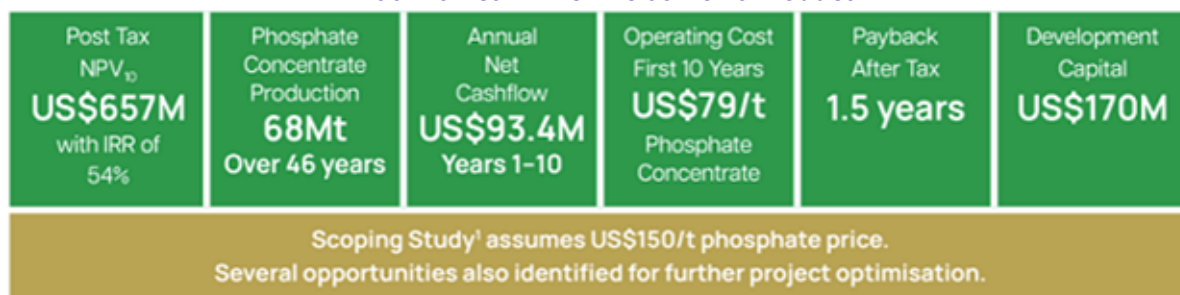 Post Tax
NPV₁₀
US$657M
with IRR of
54%
Phosphate
Concentrate
Production
68Mt
Over 46 years
Annual
Net
Cashflow
US$93.4M
Years 1–10
Operating Cost
First 10 Years
US$79/t
Phosphate
Concentrate
Payback
After Tax
1.5 years
Development
Capital
US$170M
Scoping Study¹ assumes US$150/t phosphate price.
Several opportunities also identified for further project optimisation.